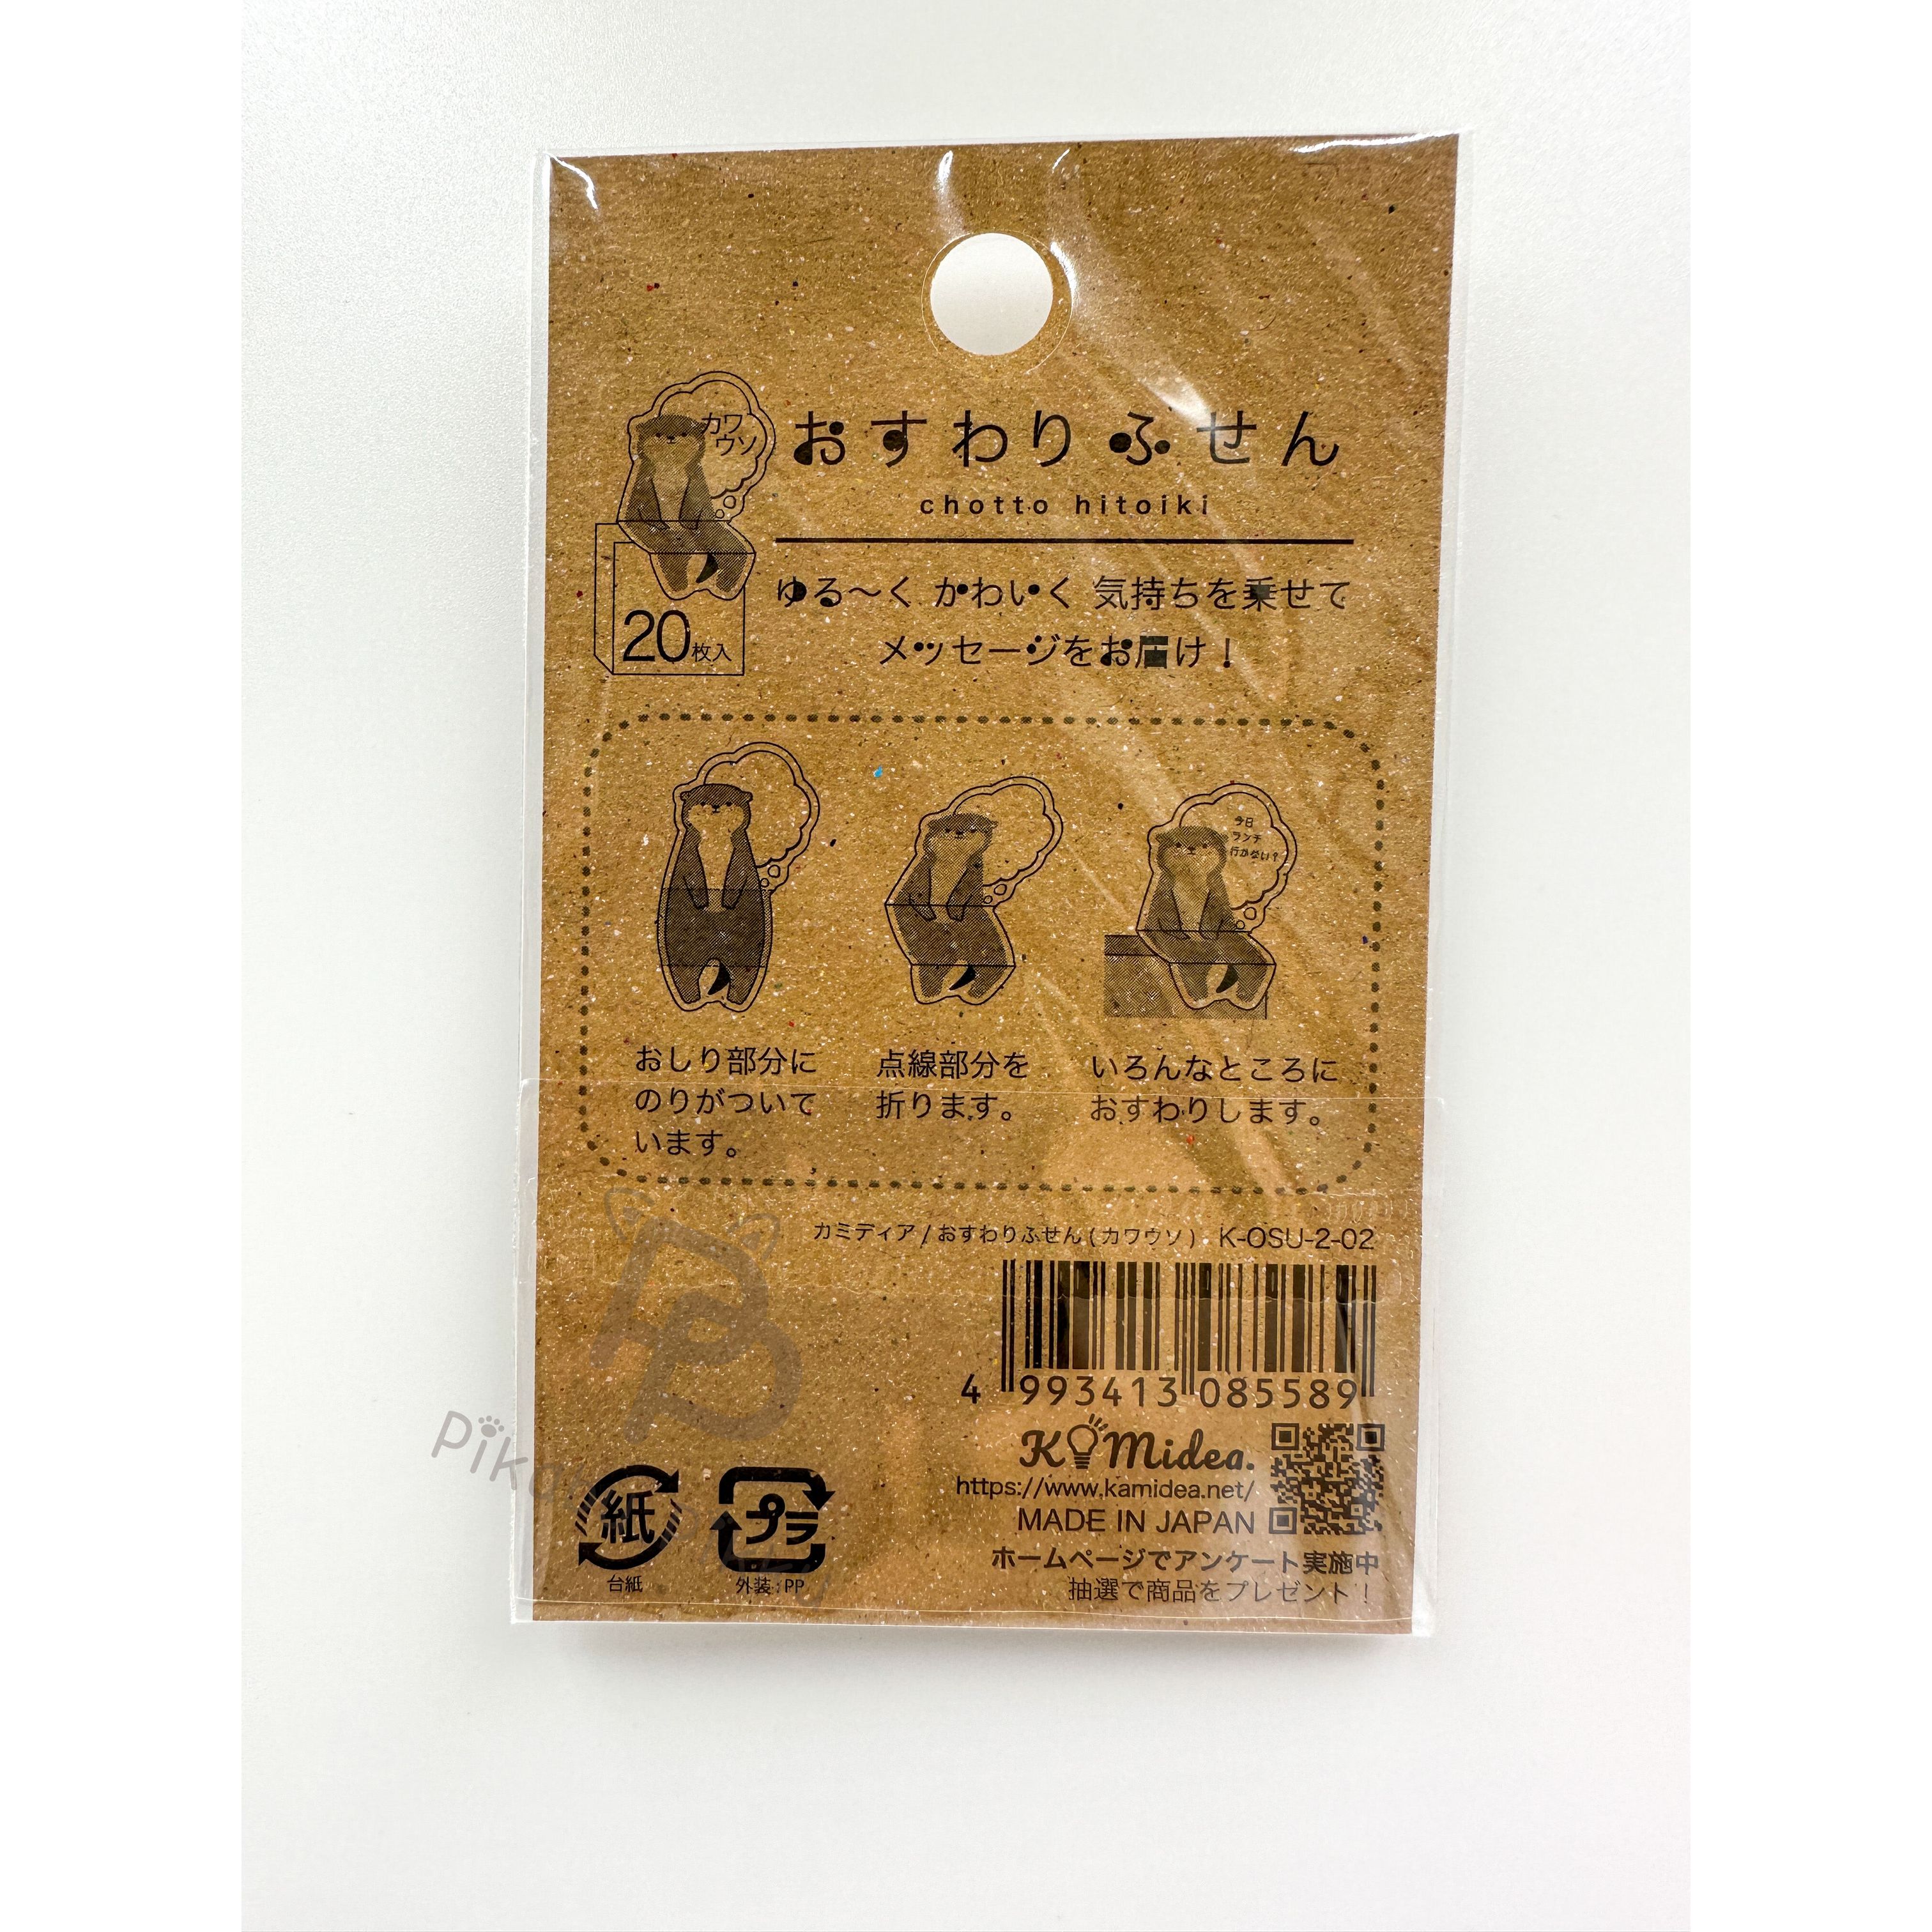 カワ
ウソ
おすわりふせん
chotto hitoiki
ゆる〜く かわいく 気持ちを乗せて
メッセージをお届け！
20枚入
今日
ランチ
行かない？
おしり部分に
のりがついて
います。
点線部分を
折ります。
いろんなところに
おすわりします。
カミディア / おすわりふせん ( カワウソ ) K-OSU-2-02
4 993413 085589
KAMidea.
https://www.kamidea.net/
MADE IN JAPAN
ホームページでアンケート実施中
抽選で商品をプレゼント！
紙
台紙
プラ
外装：PP